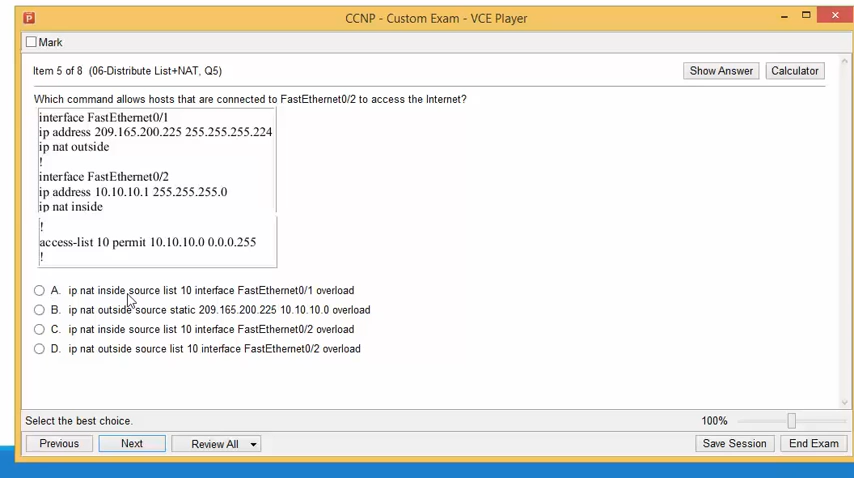 CCNP - Custom Exam - VCE Player
Mark
Item 5 of 8 (06-Distribute List+NAT, Q5)
Show Answer
Calculator
Which command allows hosts that are connected to FastEthernet0/2 to access the Internet?
interface FastEthernet0/1
ip address 209.165.200.225 255.255.255.224
ip nat outside
!
interface FastEthernet0/2
ip address 10.10.10.1 255.255.255.0
ip nat inside
!
access-list 10 permit 10.10.10.0 0.0.0.255
!
A. ip nat inside source list 10 interface FastEthernet0/1 overload
B. ip nat outside source static 209.165.200.225 10.10.10.0 overload
C. ip nat inside source list 10 interface FastEthernet0/2 overload
D. ip nat outside source list 10 interface FastEthernet0/2 overload
Select the best choice.
100%
Previous
Next
Review All
Save Session
End Exam